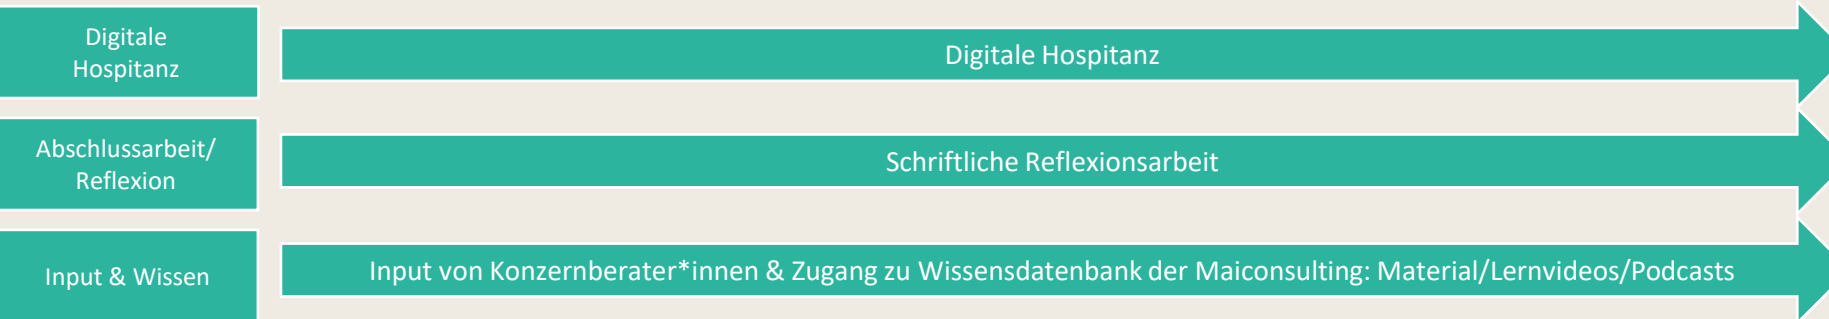 Digitale
Hospitanz
Digitale Hospitanz
Abschlussarbeit/
Reflexion
Schriftliche Reflexionsarbeit
Input & Wissen
Input von Konzernberater*innen & Zugang zu Wissensdatenbank der Maiconsulting: Material/Lernvideos/Podcasts